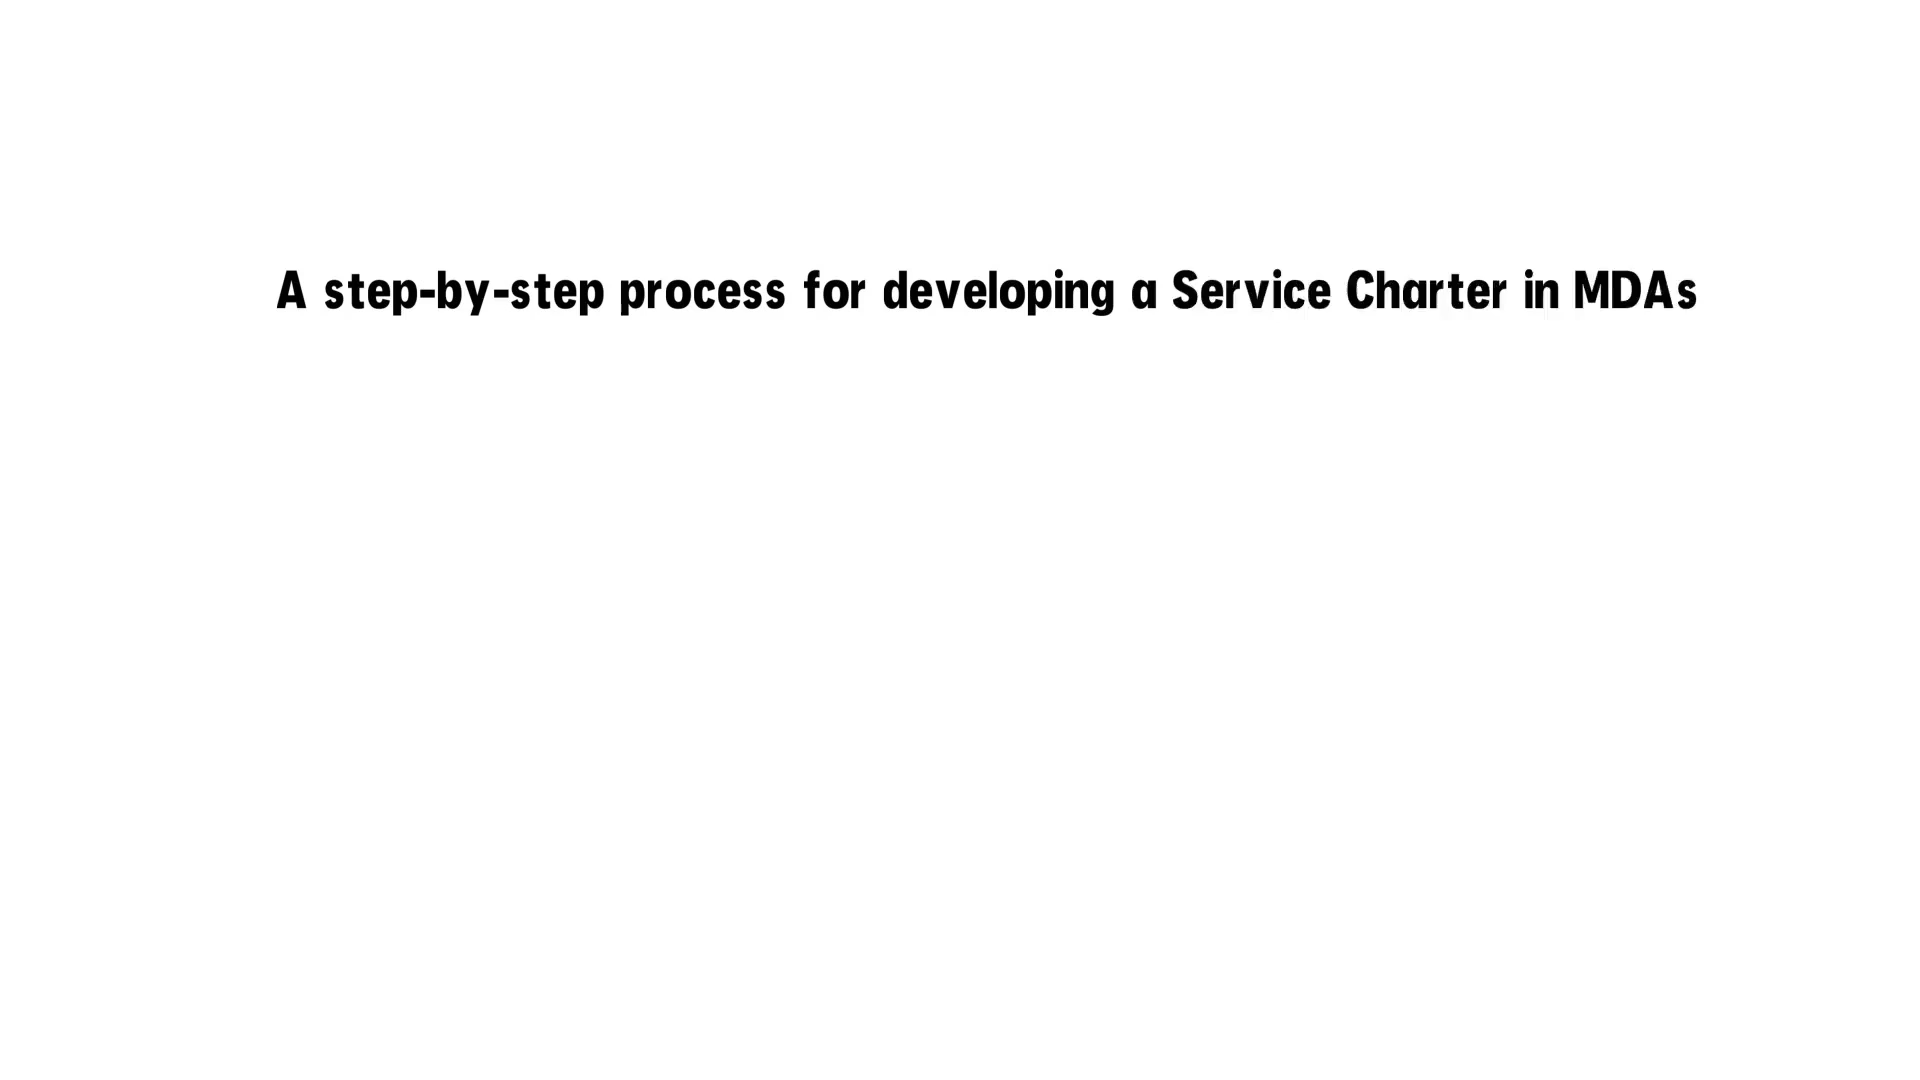 A step-by-step process for developing a Service Charter in MDAs